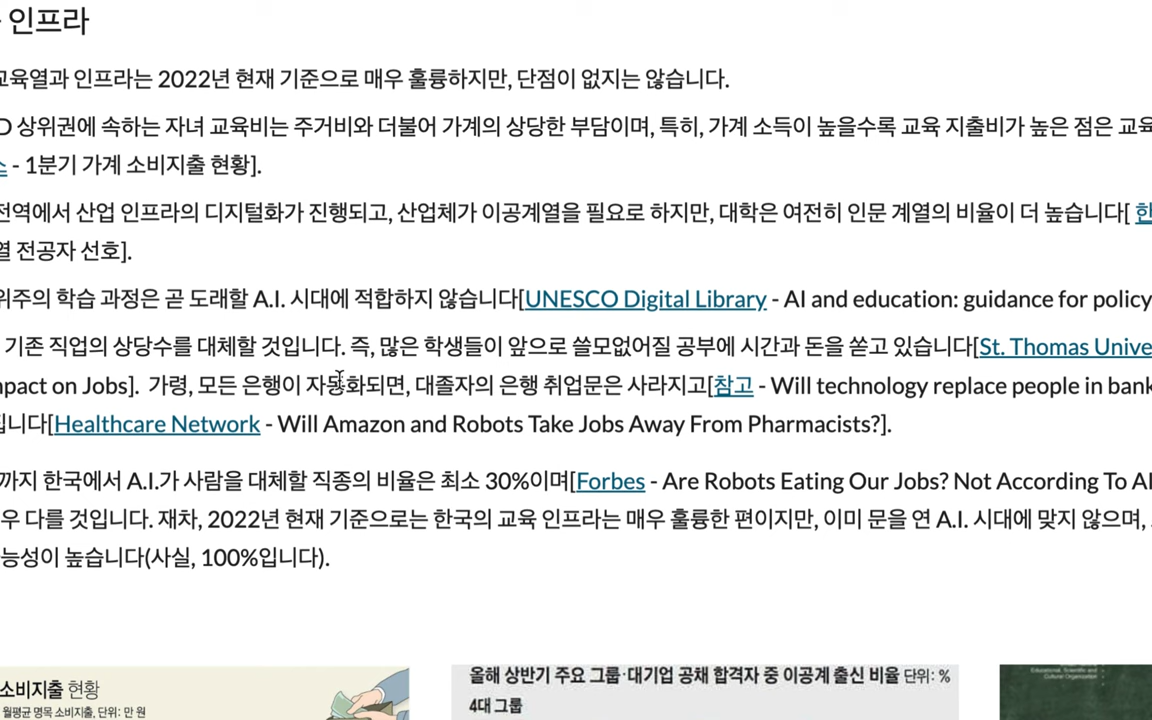 인프라
교육열과 인프라는 2022년 현재 기준으로 매우 훌륭하지만, 단점이 없지는 않습니다.
D 상위권에 속하는 자녀 교육비는 주거비와 더불어 가계의 상당한 부담이며, 특히, 가계 소득이 높을수록 교육 지출비가 높은 점은 교육
스 - 1분기 가계 소비지출 현황].
전역에서 산업 인프라의 디지털화가 진행되고, 산업체가 이공계열을 필요로 하지만, 대학은 여전히 인문 계열의 비율이 더 높습니다[ 한
열 전공자 선호].
위주의 학습 과정은 곧 도래할 A.I. 시대에 적합하지 않습니다[UNESCO Digital Library - AI and education: guidance for policy
기존 직업의 상당수를 대체할 것입니다. 즉, 많은 학생들이 앞으로 쓸모없어질 공부에 시간과 돈을 쏟고 있습니다[St. Thomas Unive
npact on Jobs]. 가령, 모든 은행이 자동화되면, 대졸자의 은행 취업문은 사라지고[참고 - Will technology replace people in bank
집니다[Healthcare Network - Will Amazon and Robots Take Jobs Away From Pharmacists?].
까지 한국에서 A.I.가 사람을 대체할 직종의 비율은 최소 30%이며[Forbes - Are Robots Eating Our Jobs? Not According To AI
우 다를 것입니다. 재차, 2022년 현재 기준으로는 한국의 교육 인프라는 매우 훌륭한 편이지만, 이미 문을 연 A.I. 시대에 맞지 않으며,
능성이 높습니다(사실, 100%입니다).
소비지출 현황
월평균 명목 소비지출, 단위: 만 원
올해 상반기 주요 그룹·대기업 공채 합격자 중 이공계 출신 비율 단위: %
4대 그룹
Educational, Scientific and
Cultural Organization